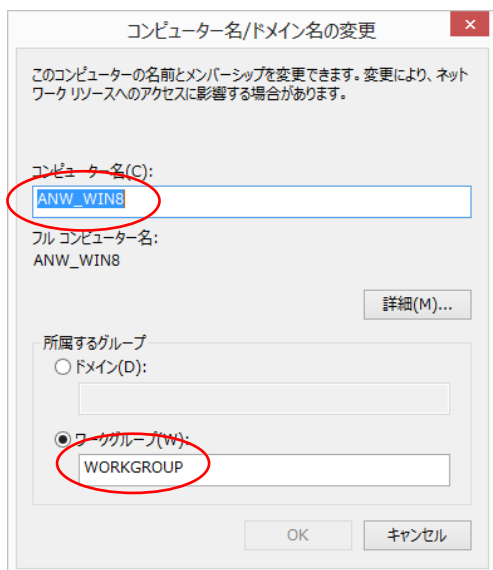 コンピューター名/ドメイン名の変更
このコンピューターの名前とメンバーシップを変更できます。変更により、ネット
ワーク リソースへのアクセスに影響する場合があります。
コンピューター名(C):
ANW_WIN8
フル コンピューター名:
ANW_WIN8
詳細(M)...
所属するグループ
ドメイン(D):
ワークグループ(W):
WORKGROUP
OK キャンセル